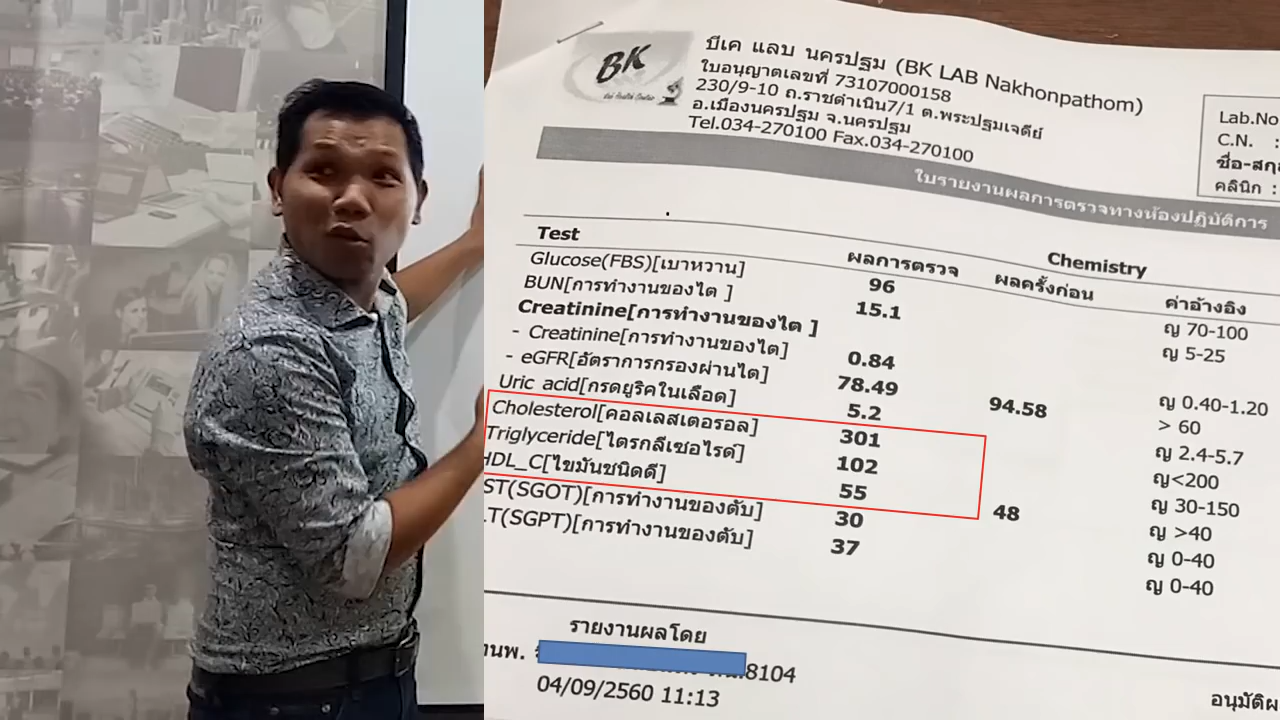 BK
บีเค แลบ นครปฐม (BK LAB Nakhonpathom)
ใบอนุญาตเลขที่ 73107000158
230/9-10 ถ.ราชดำเนิน7/1 ต.พระปฐมเจดีย์
อ.เมืองนครปฐม จ.นครปฐม
Tel.034-270100 Fax.034-270100
Lab.No
C.N. :
ชื่อ-สกุล
คลินิก :
ใบรายงานผลการตรวจทางห้องปฏิบัติการ
Chemistry
Test ผลการตรวจ ผลครั้งก่อน ค่าอ้างอิง
Glucose(FBS)[เบาหวาน] 96 ญ 70-100
BUN[การทำงานของไต ] 15.1 ญ 5-25
Creatinine[การทำงานของไต ]
- Creatinine[การทำงานของไต] 0.84 ญ 0.40-1.20
- eGFR[อัตราการกรองผ่านไต] 78.49 94.58 > 60
Uric acid[กรดยูริคในเลือด] 5.2 ญ 2.4-5.7
Cholesterol[คอลเลสเตอรอล] 301 ญ<200
Triglyceride[ไตรกลีเซอไรด์] 102 ญ 30-150
HDL_C[ไขมันชนิดดี] 55 48 ญ >40
ST(SGOT)[การทำงานของตับ] 30 ญ 0-40
LT(SGPT)[การทำงานของตับ] 37 ญ 0-40
รายงานผลโดย
นพ. 8104
04/09/2560 11:13
อนุมัติผ